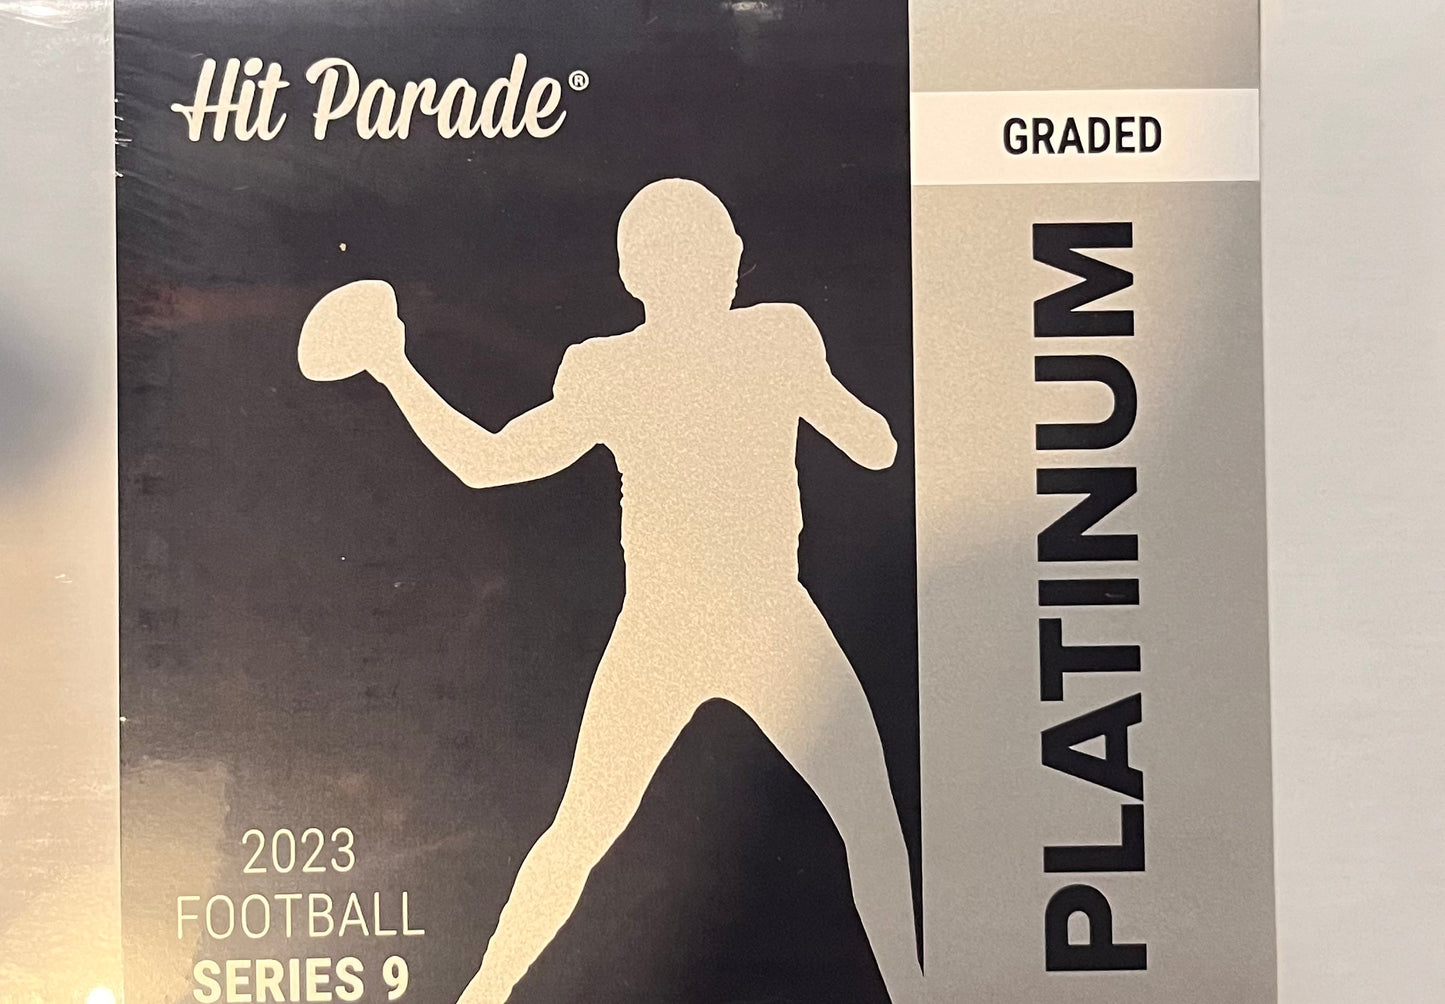 Hit Parade®
GRADED
PLATINUM
2023
FOOTBALL
SERIES 9